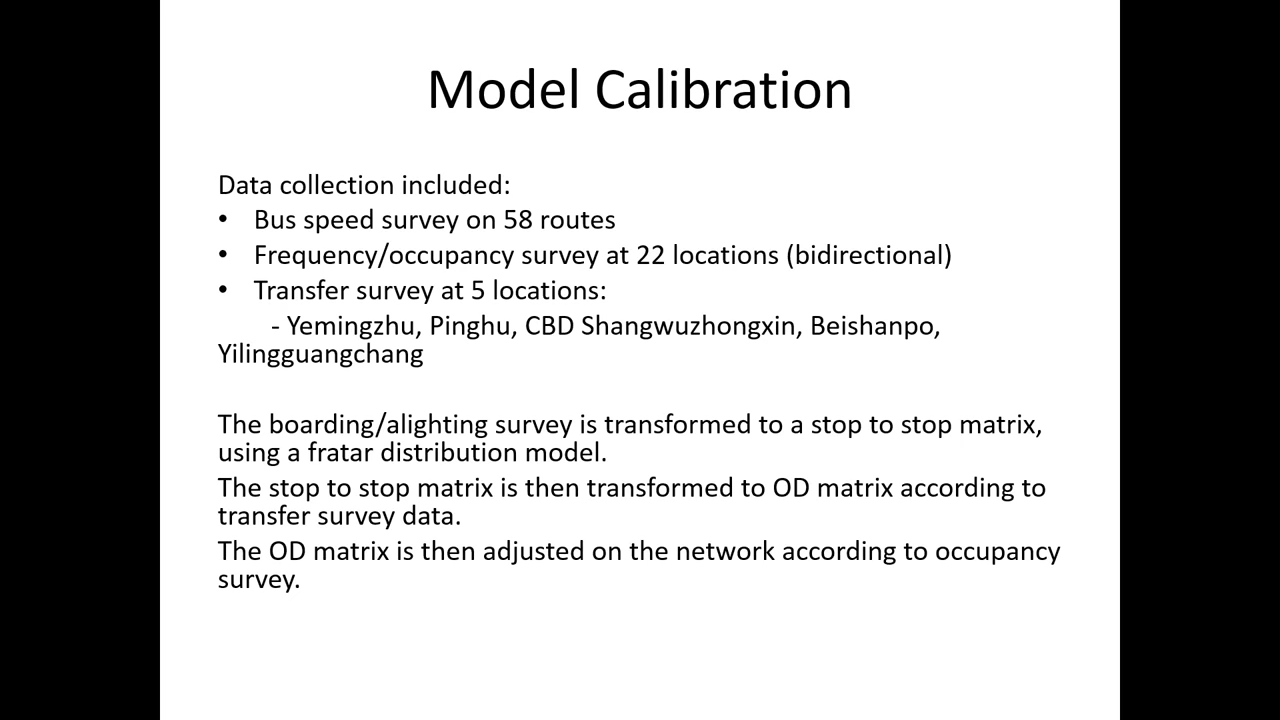 Model Calibration
Data collection included:
• Bus speed survey on 58 routes
• Frequency/occupancy survey at 22 locations (bidirectional)
• Transfer survey at 5 locations:
- Yemingzhu, Pinghu, CBD Shangwuzhongxin, Beishanpo,
Yilingguangchang
The boarding/alighting survey is transformed to a stop to stop matrix,
using a fratar distribution model.
The stop to stop matrix is then transformed to OD matrix according to
transfer survey data.
The OD matrix is then adjusted on the network according to occupancy
survey.